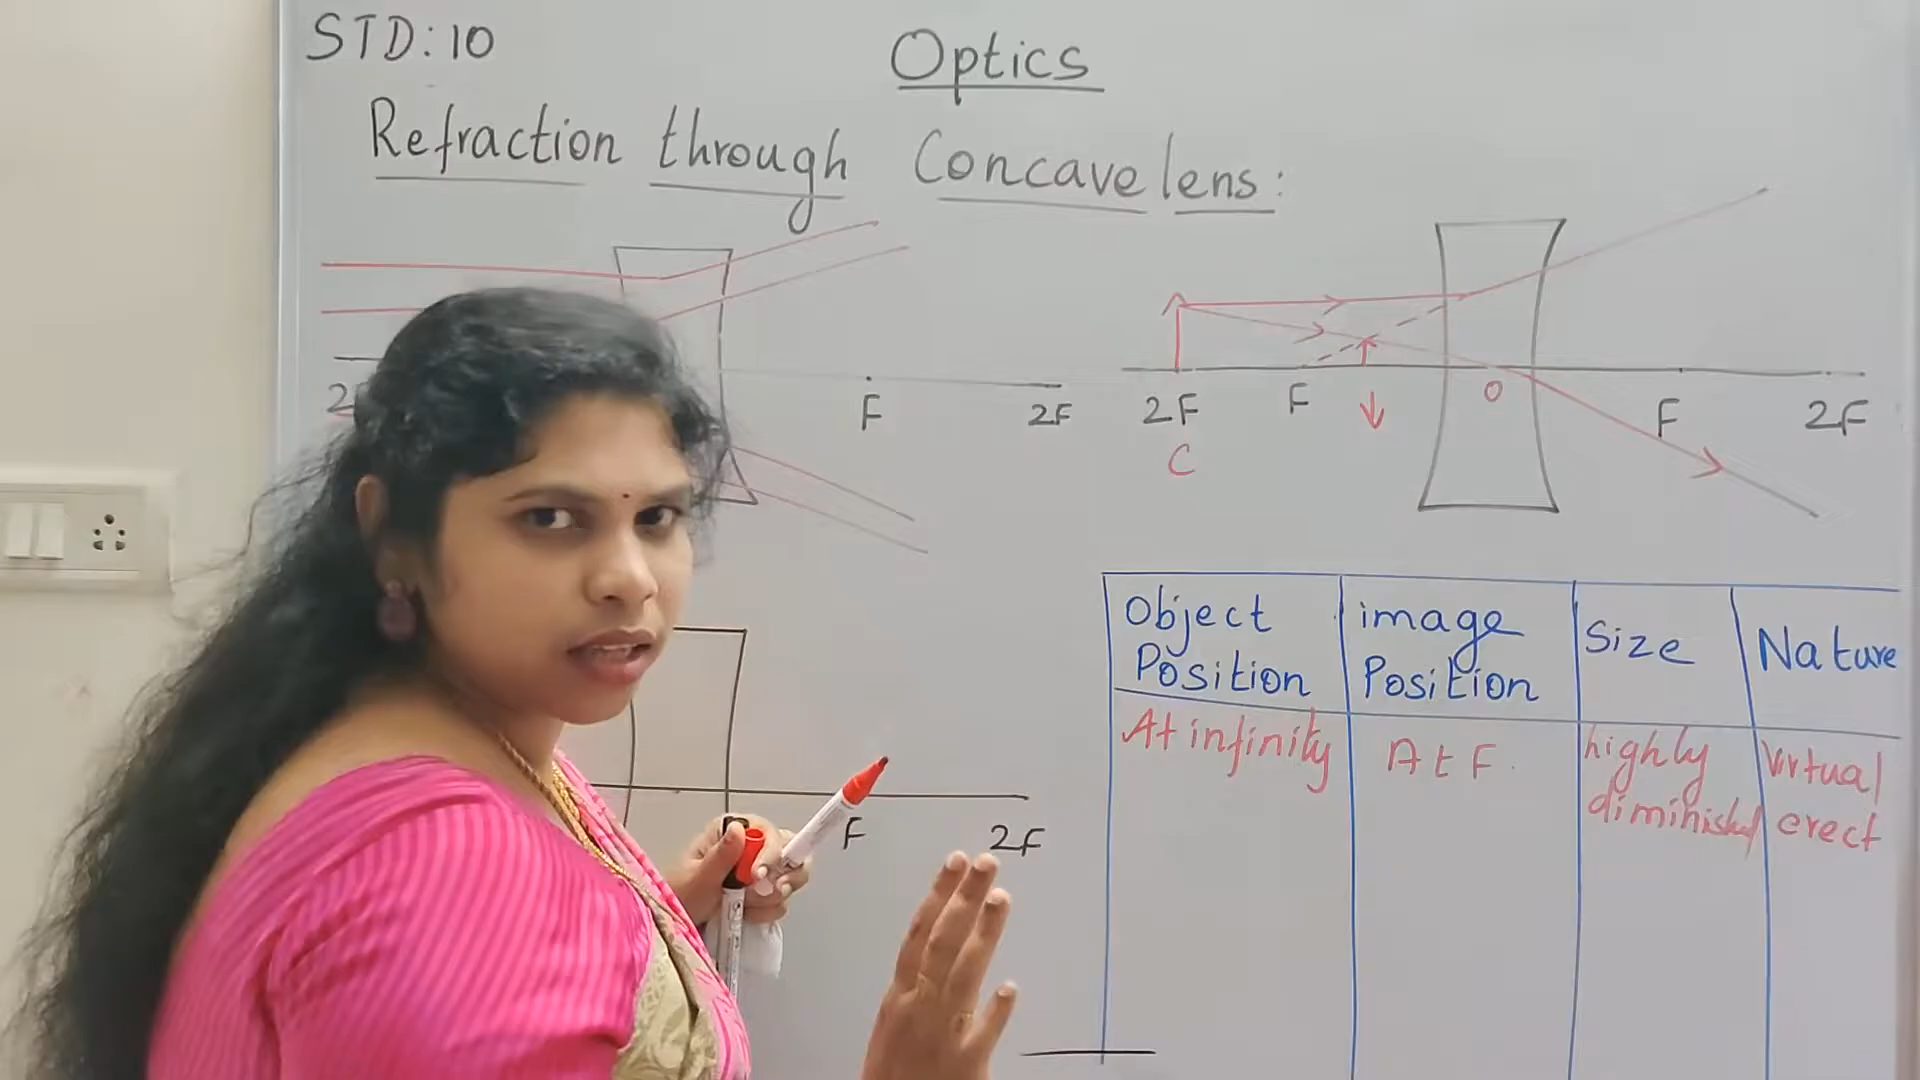 STD: 10
Optics
Refraction through Concave lens:
F
2F
2F
F
O
F
2F
C
F
2F
Object Position
image Position
Size
Nature
At infinity
At F.
highly diminished
Virtual erect